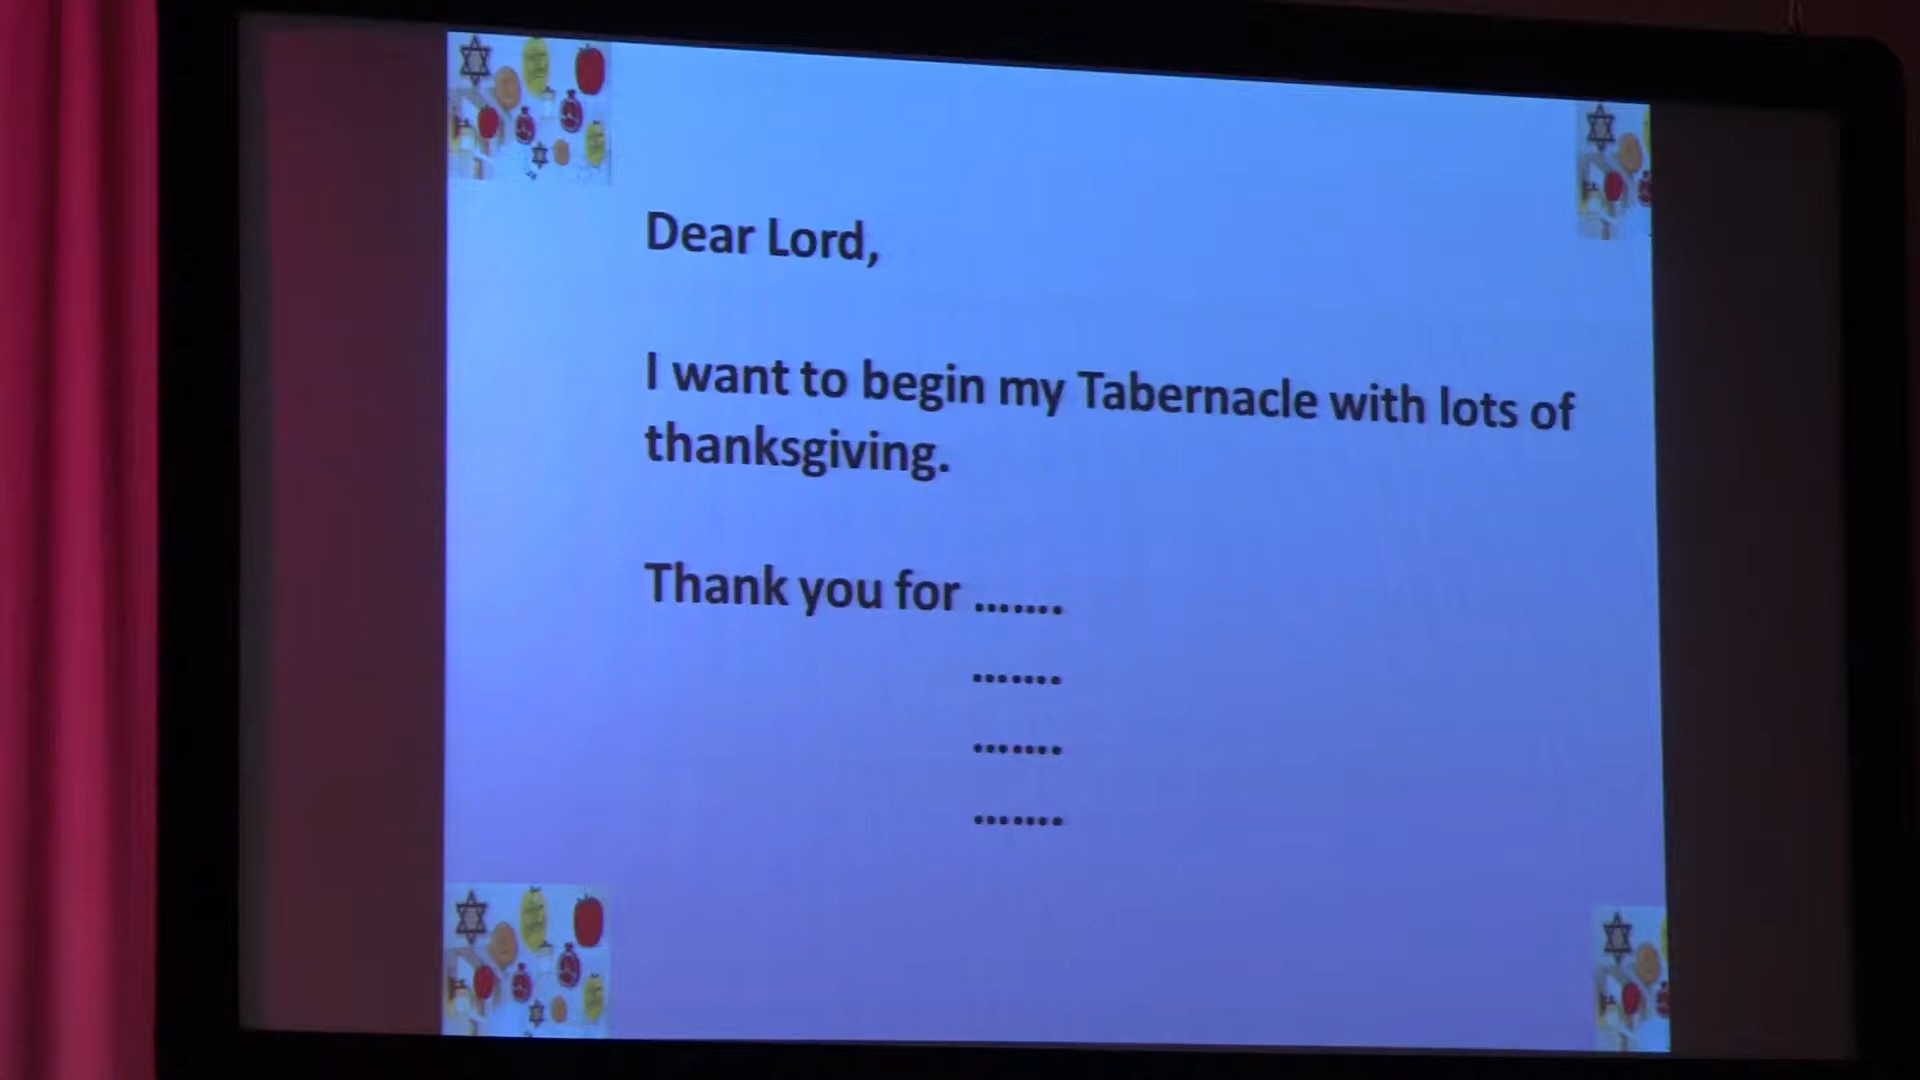 Dear Lord,
I want to begin my Tabernacle with lots of
thanksgiving.
Thank you for .......
.......
.......
.......